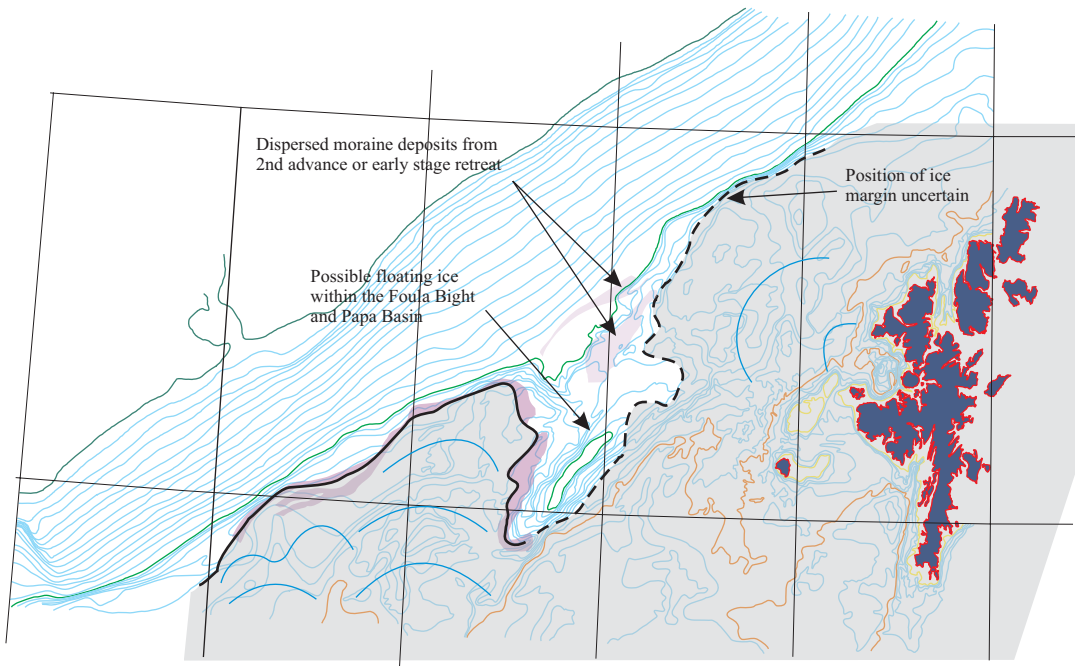 Dispersed moraine deposits from
2nd advance or early stage retreat
Position of ice
margin uncertain
Possible floating ice
within the Foula Bight
and Papa Basin